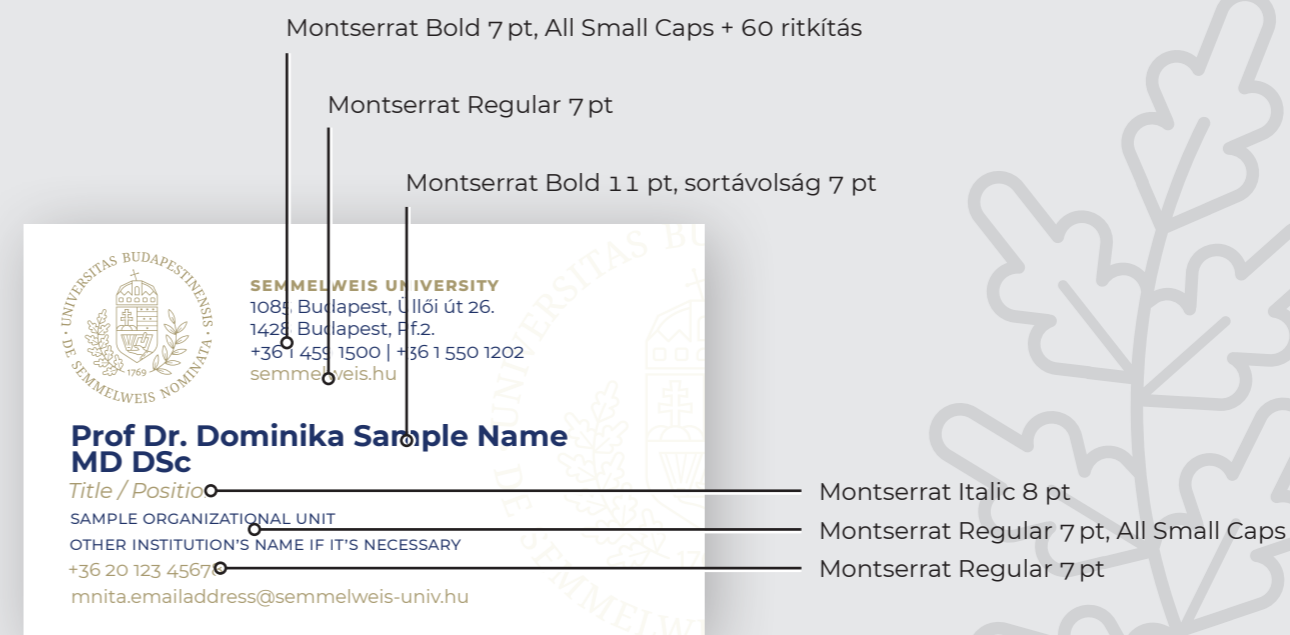 Montserrat Bold 7 pt, All Small Caps + 60 ritkítás
Montserrat Regular 7 pt
Montserrat Bold 11 pt, sortávolság 7 pt
UNIVERSITAS BUDAPESTINENSIS · DE SEMMELWEIS NOMINATA ·
1769
SEMMELWEIS UNIVERSITY
1085 Budapest, Üllői út 26.
1428 Budapest, Pf.2.
+36 1 459 1500 | +36 1 550 1202
semmelweis.hu
Prof Dr. Dominika Sample Name
MD DSc
Title / Position
Montserrat Italic 8 pt
SAMPLE ORGANIZATIONAL UNIT
Montserrat Regular 7 pt, All Small Caps
OTHER INSTITUTION'S NAME IF IT'S NECESSARY
+36 20 123 45678
Montserrat Regular 7 pt
mnita.emailaddress@semmelweis-univ.hu